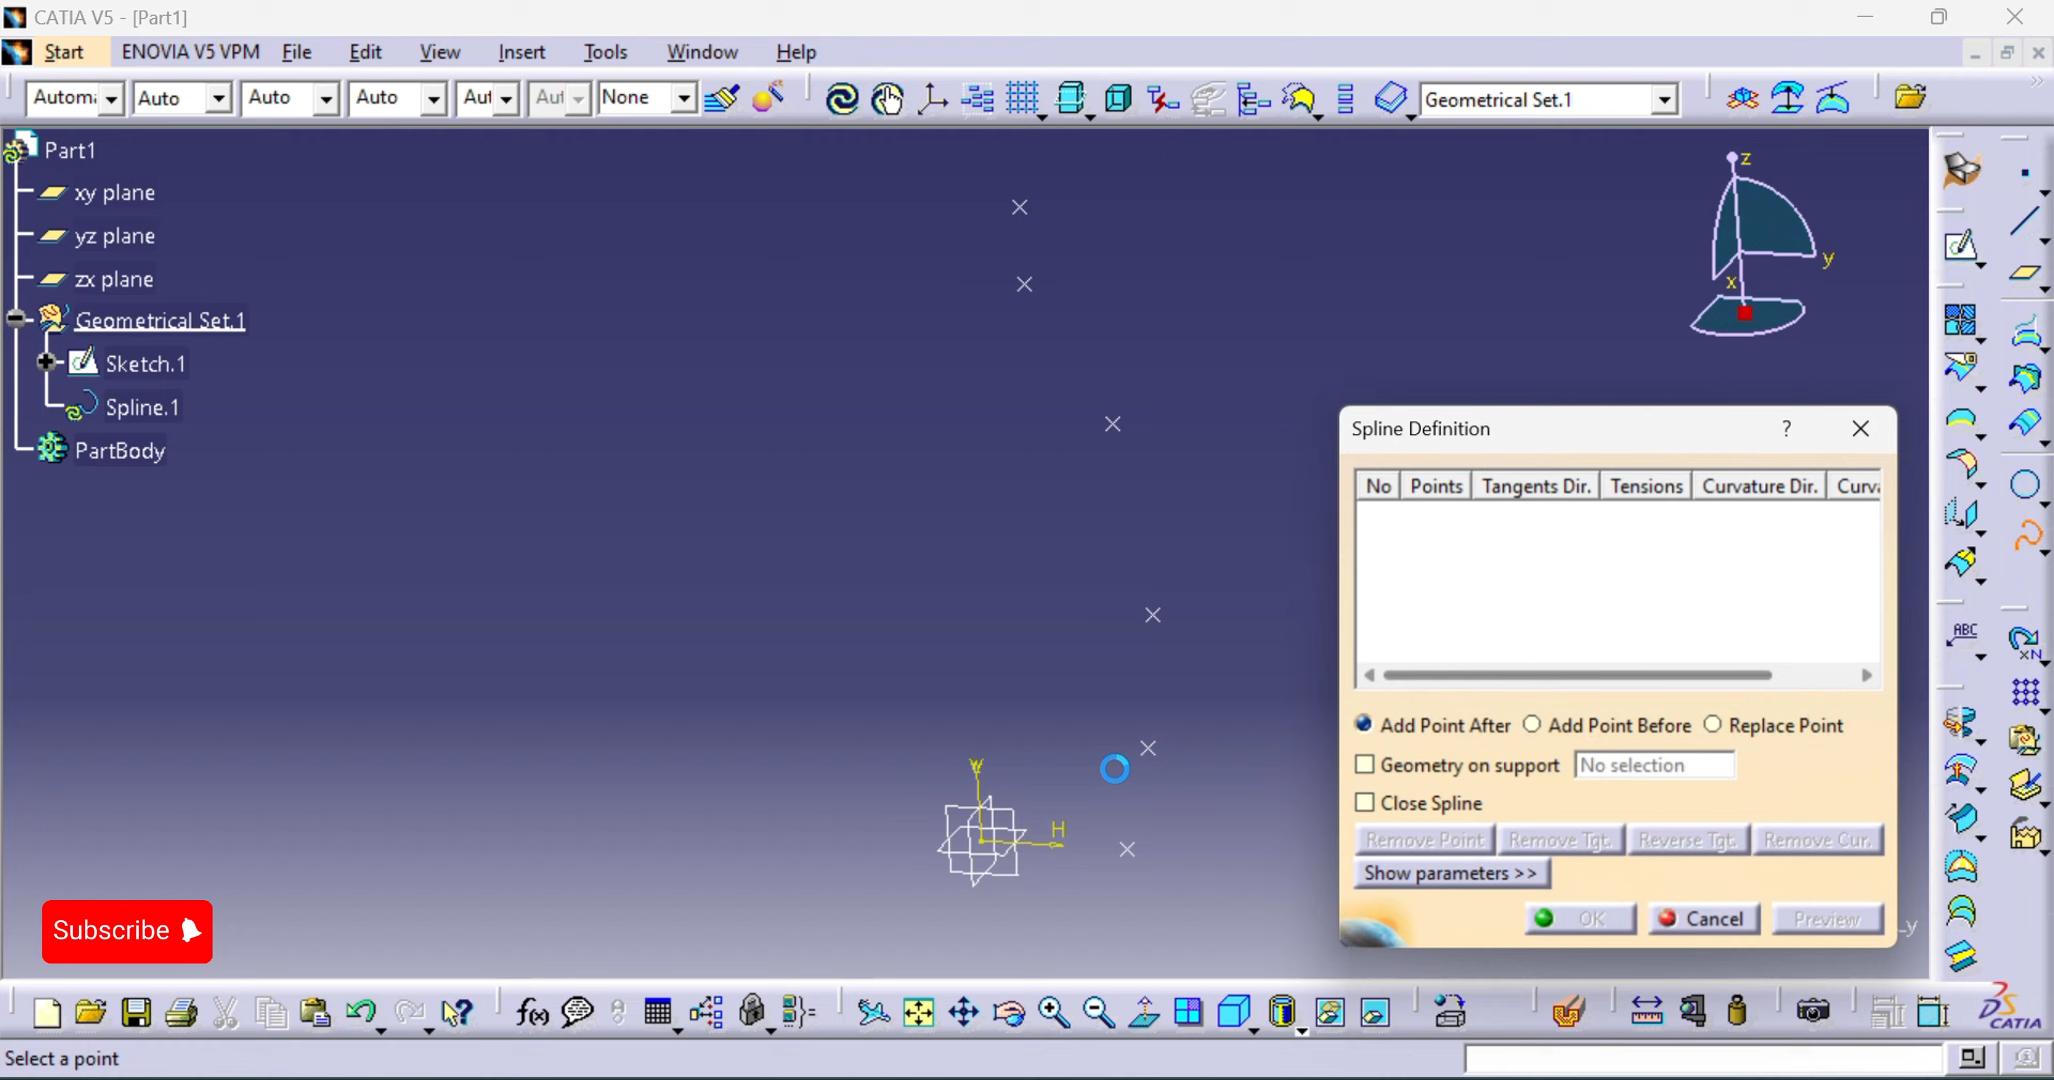 CATIA V5 - [Part1]
Start ENOVIA V5 VPM File Edit View Insert Tools Window Help
Automa Auto Auto Auto Aut Aut None Geometrical Set.1
Part1
xy plane
yz plane
zx plane
Geometrical Set.1
Sketch.1
Spline.1
PartBody
z
y
x
Spline Definition ?
No Points Tangents Dir. Tensions Curvature Dir. Curva
Add Point After Add Point Before Replace Point
Geometry on support No selection
Close Spline
Remove Point Remove Tgt. Reverse Tgt. Remove Cur.
Show parameters >>
OK Cancel Preview
V
H
y
ABC
xN
Subscribe
f(x)
CATIA
Select a point